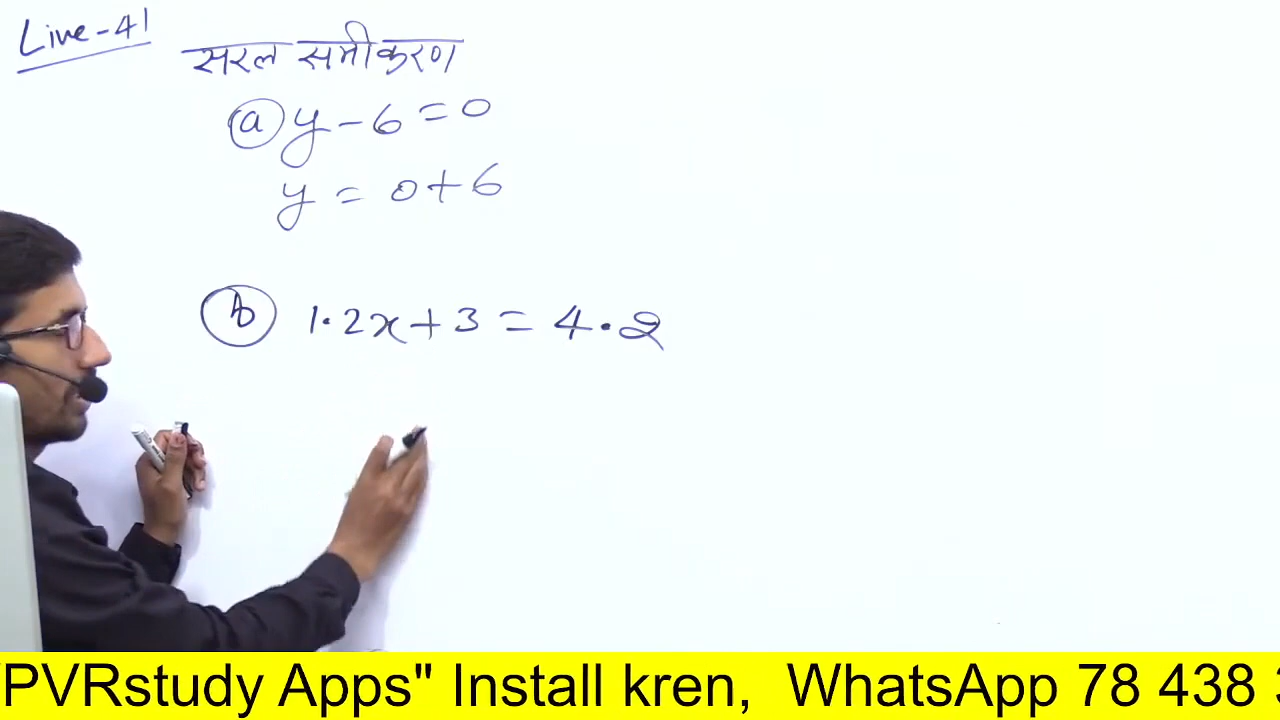 Live-41
सरल समीकरण
(a) y - 6 = 0
y = 0 + 6
(b) 1.2x + 3 = 4.2
"PVRstudy Apps" Install kren, WhatsApp 78 438